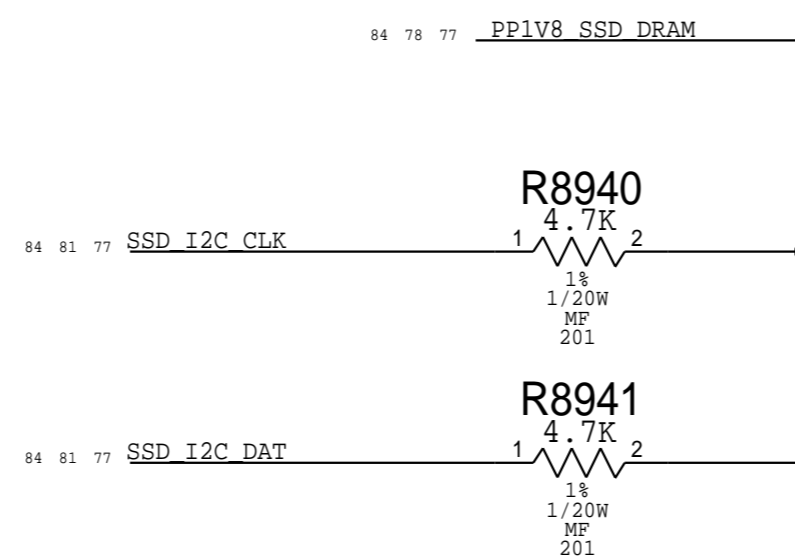 84 78 77 PP1V8_SSD_DRAM
R8940
4.7K
84 81 77 SSD_I2C_CLK 1 2
1%
1/20W
MF
201
R8941
4.7K
84 81 77 SSD_I2C_DAT 1 2
1%
1/20W
MF
201